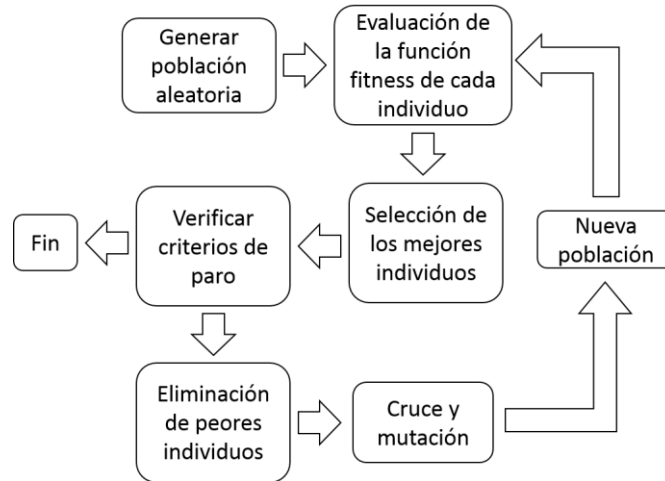 Generar
población
aleatoria
Evaluación de
la función
fitness de cada
individuo
Fin
Verificar
criterios de
paro
Selección de
los mejores
individuos
Nueva
población
Eliminación
de peores
individuos
Cruce y
mutación